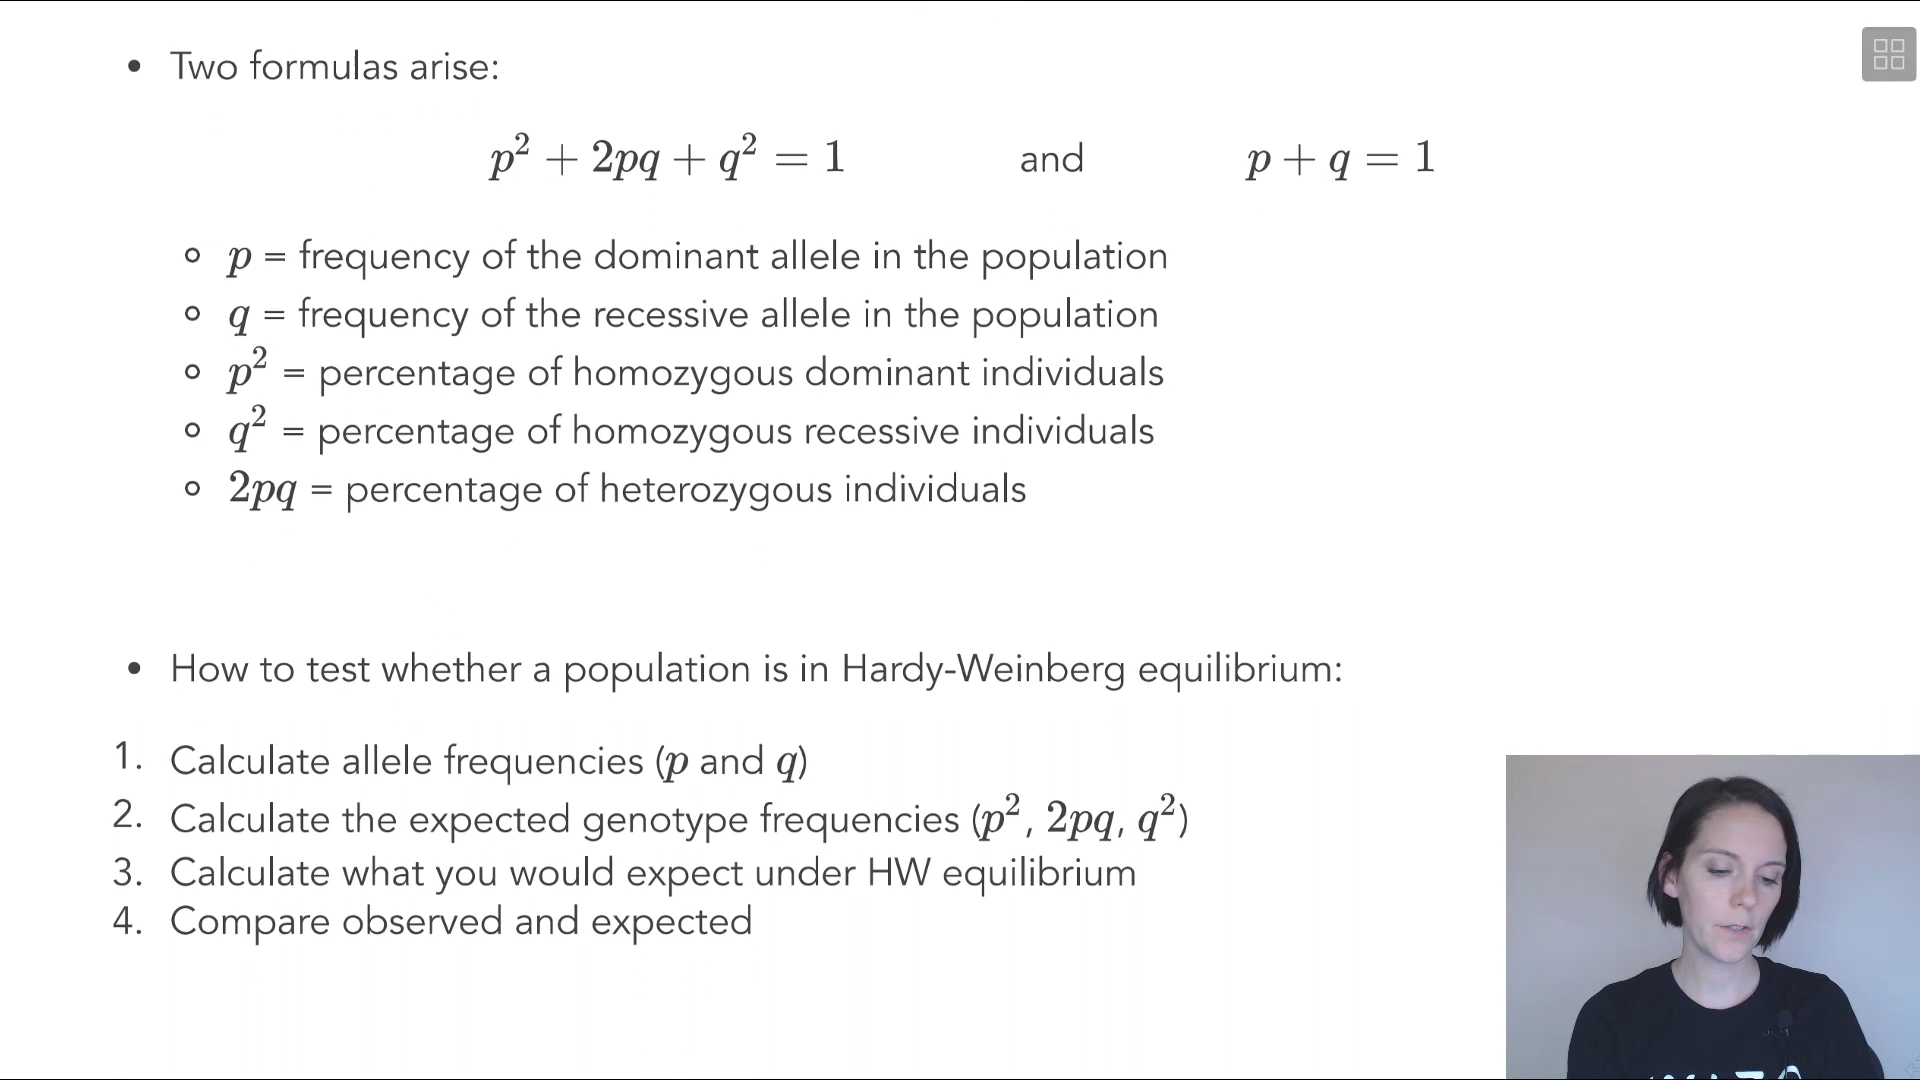 • Two formulas arise:
p² + 2pq + q² = 1 and p + q = 1
p = frequency of the dominant allele in the population
q = frequency of the recessive allele in the population
p² = percentage of homozygous dominant individuals
q² = percentage of homozygous recessive individuals
2pq = percentage of heterozygous individuals
• How to test whether a population is in Hardy-Weinberg equilibrium:
1. Calculate allele frequencies (p and q)
2. Calculate the expected genotype frequencies (p², 2pq, q²)
3. Calculate what you would expect under HW equilibrium
4. Compare observed and expected